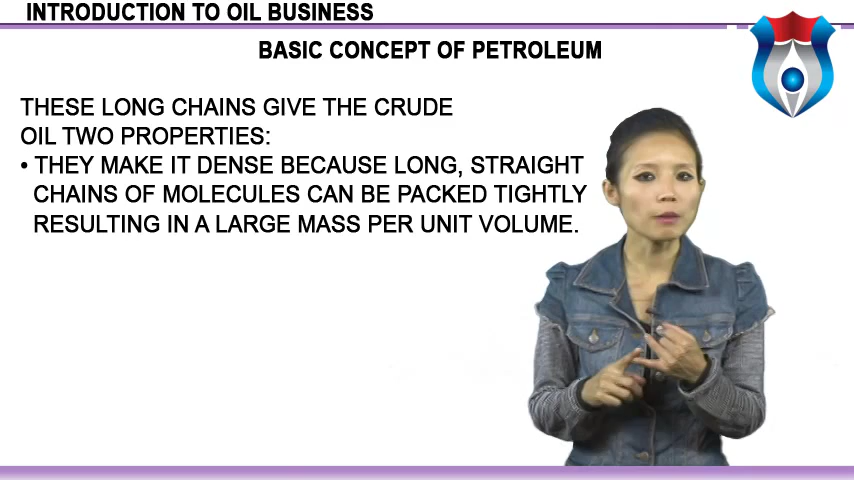 INTRODUCTION TO OIL BUSINESS
BASIC CONCEPT OF PETROLEUM
THESE LONG CHAINS GIVE THE CRUDE
OIL TWO PROPERTIES:
• THEY MAKE IT DENSE BECAUSE LONG, STRAIGHT
CHAINS OF MOLECULES CAN BE PACKED TIGHTLY
RESULTING IN A LARGE MASS PER UNIT VOLUME.